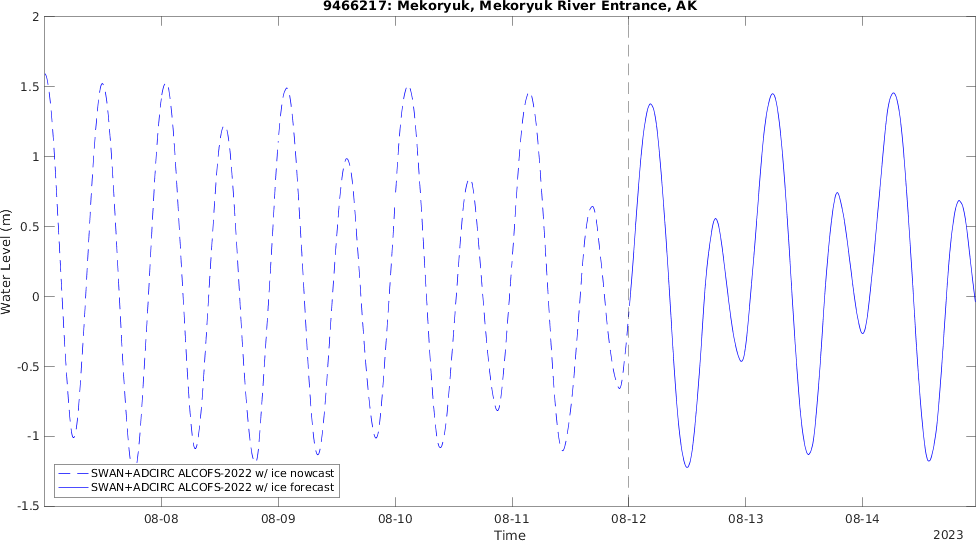 9466217: Mekoryuk, Mekoryuk River Entrance, AK
2
1.5
1
0.5
0
-0.5
-1
-1.5
Water Level (m)
SWAN+ADCIRC ALCOFS-2022 w/ ice nowcast
SWAN+ADCIRC ALCOFS-2022 w/ ice forecast
08-08 08-09 08-10 08-11 08-12 08-13 08-14
Time
2023